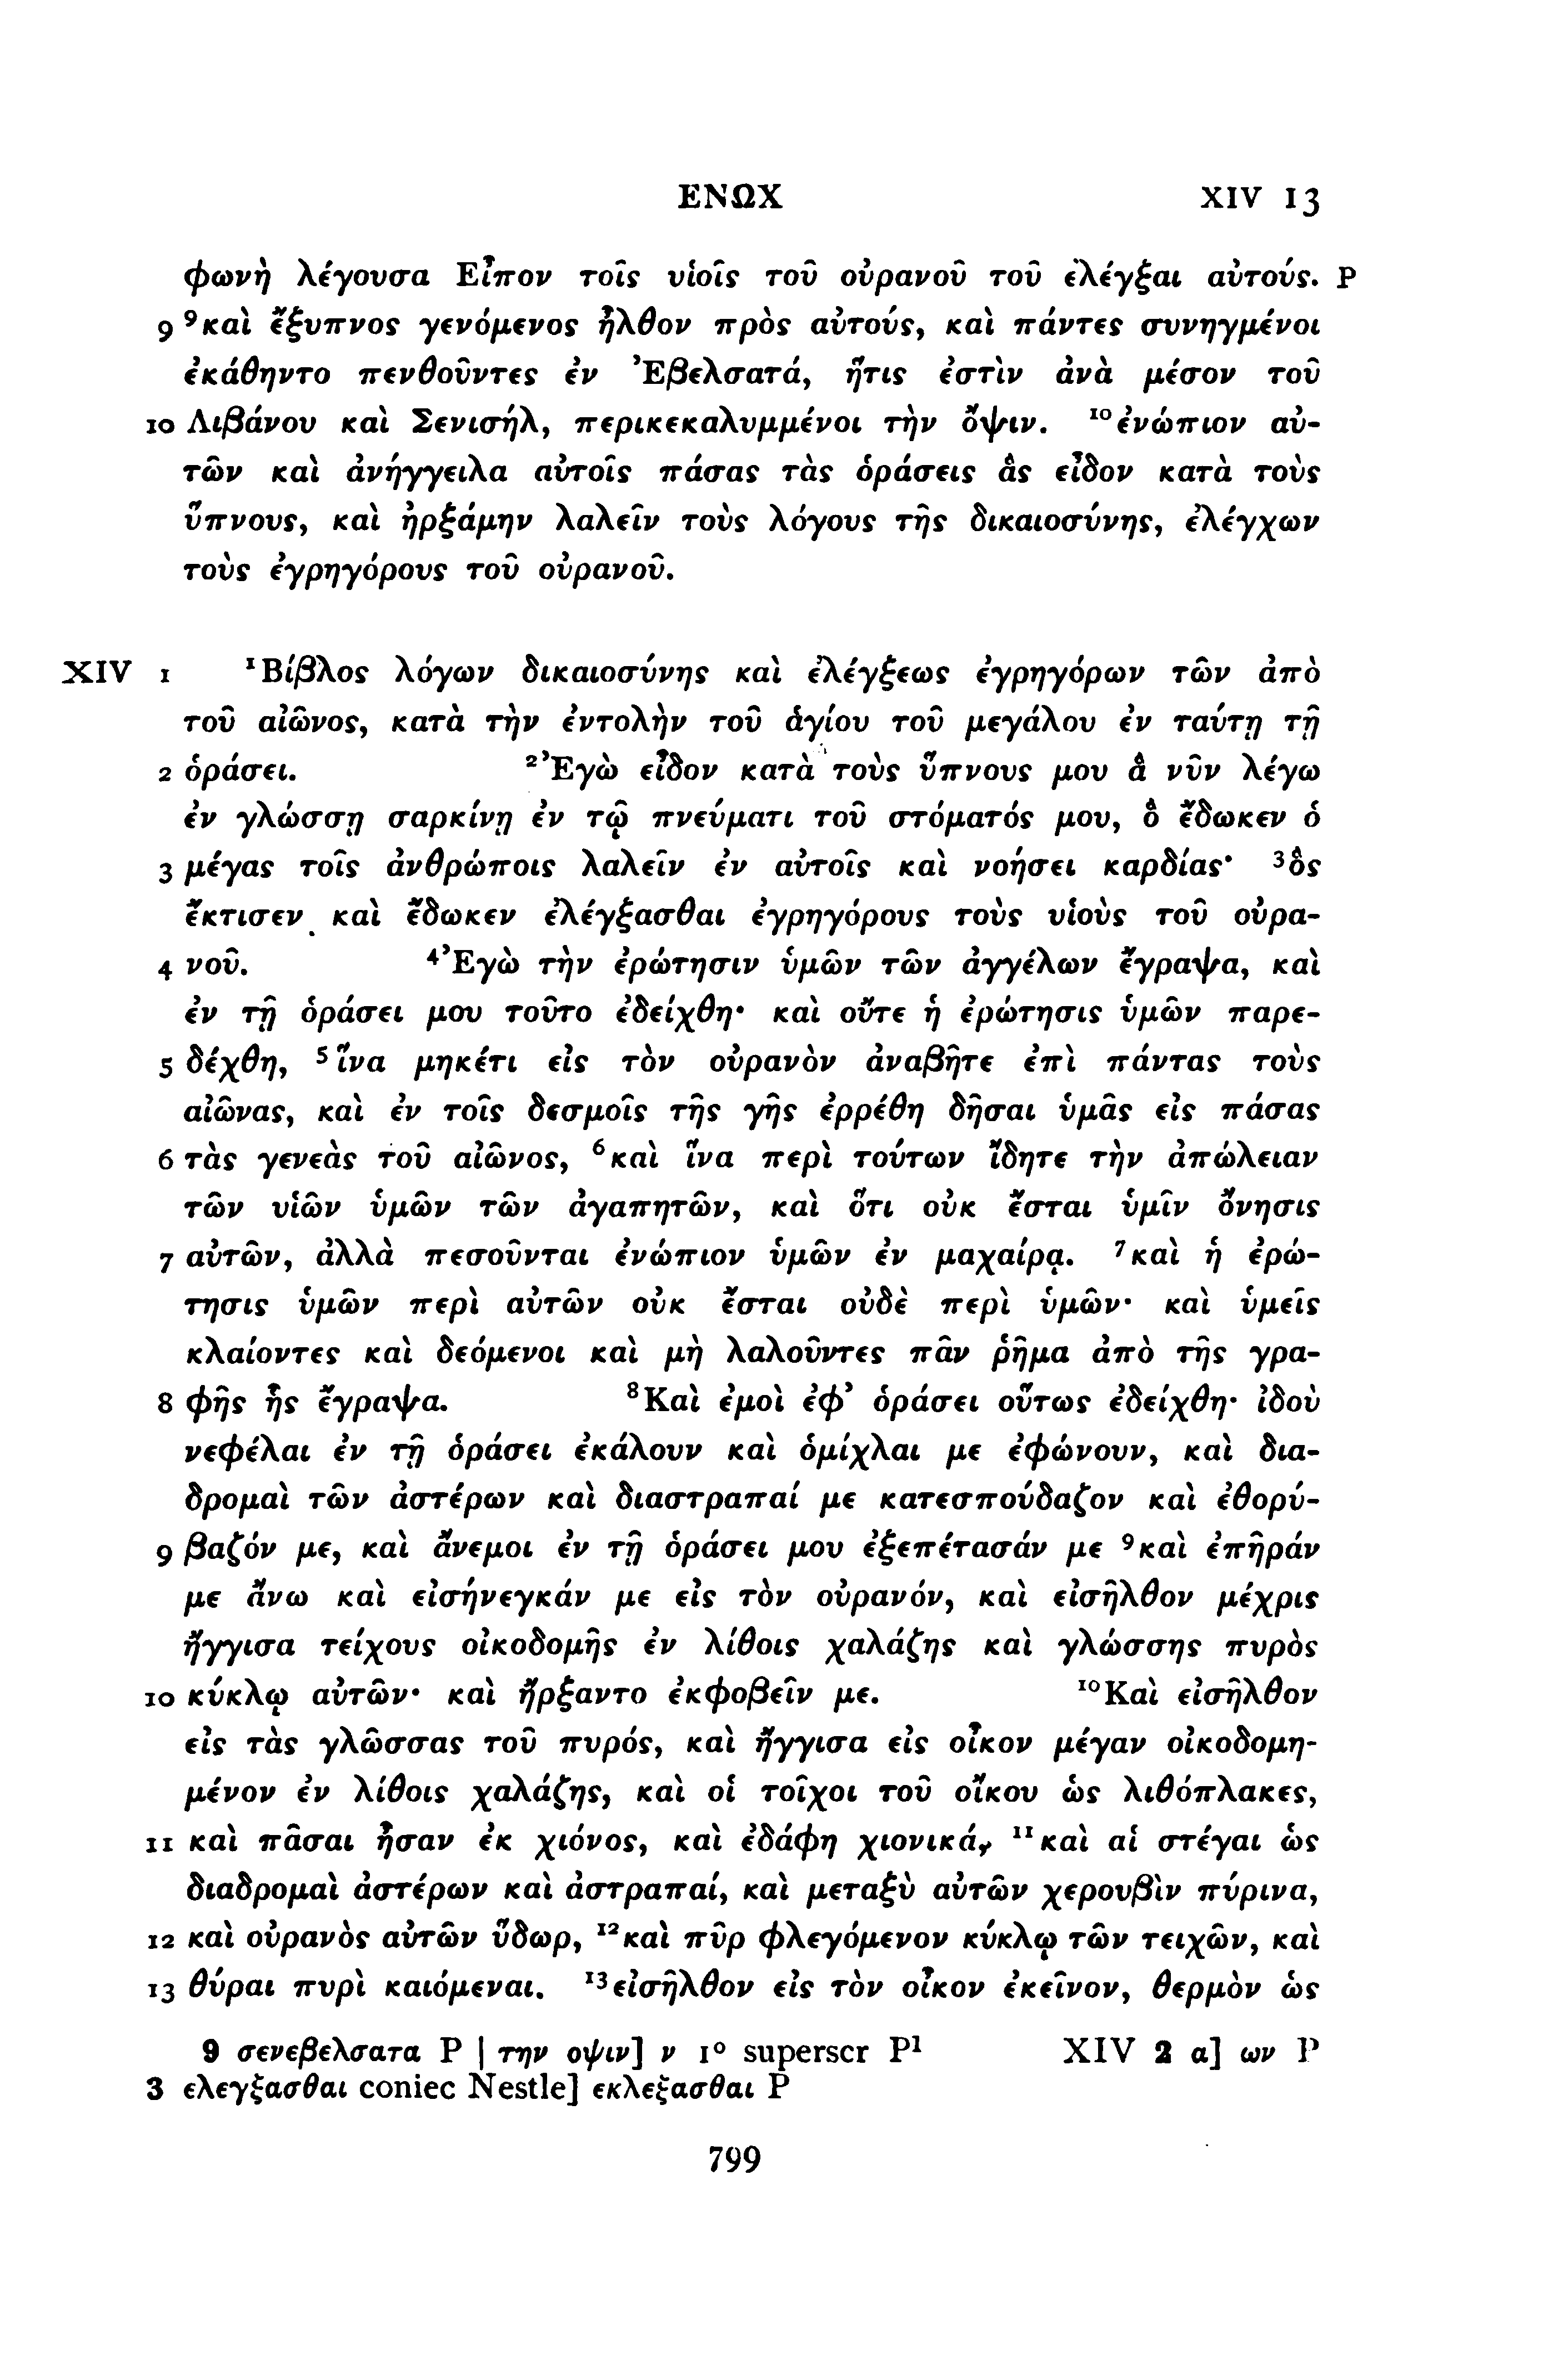 ΕΝΩΧ XIV 13
φωνὴ λέγουσα Εἶπον τοῖς υἱοῖς τοῦ οὐρανοῦ τοῦ ἐλέγξαι αὐτούς. P
9 ⁹καὶ ἔξυπνος γενόμενος ἦλθον πρὸς αὐτούς, καὶ πάντες συνηγμένοι
ἐκάθηντο πενθοῦντες ἐν Ἐβελσατά, ἥτις ἐστὶν ἀνὰ μέσον τοῦ
10 Λιβάνου καὶ Σενισήλ, περικεκαλυμμένοι τὴν ὄψιν. ¹⁰ἐνώπιον αὐ-
τῶν καὶ ἀνήγγειλα αὐτοῖς πάσας τὰς ὁράσεις ἃς εἶδον κατὰ τοὺς
ὕπνους, καὶ ἠρξάμην λαλεῖν τοὺς λόγους τῆς δικαιοσύνης, ἐλέγχων
τοὺς ἐγρηγόρους τοῦ οὐρανοῦ.
XIV 1 ¹Βίβλος λόγων δικαιοσύνης καὶ ἐλέγξεως ἐγρηγόρων τῶν ἀπὸ
τοῦ αἰῶνος, κατὰ τὴν ἐντολὴν τοῦ ἁγίου τοῦ μεγάλου ἐν ταύτῃ τῇ
2 ὁράσει. ²Ἐγὼ εἶδον κατὰ τοὺς ὕπνους μου ἃ νῦν λέγω
ἐν γλώσσῃ σαρκίνῃ ἐν τῷ πνεύματι τοῦ στόματός μου, ὃ ἔδωκεν ὁ
3 μέγας τοῖς ἀνθρώποις λαλεῖν ἐν αὐτοῖς καὶ νοήσει καρδίας· ³ὃς
ἔκτισεν καὶ ἔδωκεν ἐλέγξασθαι ἐγρηγόρους τοὺς υἱοὺς τοῦ οὐρα-
4 νοῦ. ⁴Ἐγὼ τὴν ἐρώτησιν ὑμῶν τῶν ἀγγέλων ἔγραψα, καὶ
ἐν τῇ ὁράσει μου τοῦτο ἐδείχθη· καὶ οὔτε ἡ ἐρώτησις ὑμῶν παρε-
5 δέχθη, ⁵ἵνα μηκέτι εἰς τὸν οὐρανὸν ἀναβῆτε ἐπὶ πάντας τοὺς
αἰῶνας, καὶ ἐν τοῖς δεσμοῖς τῆς γῆς ἐρρέθη δῆσαι ὑμᾶς εἰς πάσας
6 τὰς γενεὰς τοῦ αἰῶνος, ⁶καὶ ἵνα περὶ τούτων ἴδητε τὴν ἀπώλειαν
τῶν υἱῶν ὑμῶν τῶν ἀγαπητῶν, καὶ ὅτι οὐκ ἔσται ὑμῖν ὄνησις
7 αὐτῶν, ἀλλὰ πεσοῦνται ἐνώπιον ὑμῶν ἐν μαχαίρᾳ. ⁷καὶ ἡ ἐρώ-
τησις ὑμῶν περὶ αὐτῶν οὐκ ἔσται οὐδὲ περὶ ὑμῶν· καὶ ὑμεῖς
κλαίοντες καὶ δεόμενοι καὶ μὴ λαλοῦντες πᾶν ῥῆμα ἀπὸ τῆς γρα-
8 φῆς ἧς ἔγραψα. ⁸Καὶ ἐμοὶ ἐφ’ ὁράσει οὕτως ἐδείχθη· ἰδοὺ
νεφέλαι ἐν τῇ ὁράσει ἐκάλουν καὶ ὁμίχλαι με ἐφώνουν, καὶ δια-
δρομαὶ τῶν ἀστέρων καὶ διαστραπαί με κατεσπούδαζον καὶ ἐθορύ-
9 βαζόν με, καὶ ἄνεμοι ἐν τῇ ὁράσει μου ἐξεπέτασάν με ⁹καὶ ἐπῆράν
με ἄνω καὶ εἰσήνεγκάν με εἰς τὸν οὐρανόν, καὶ εἰσῆλθον μέχρις
ἤγγισα τείχους οἰκοδομῆς ἐν λίθοις χαλάζης καὶ γλώσσης πυρὸς
10 κύκλῳ αὐτῶν· καὶ ἤρξαντο ἐκφοβεῖν με. ¹⁰Καὶ εἰσῆλθον
εἰς τὰς γλῶσσας τοῦ πυρός, καὶ ἤγγισα εἰς οἶκον μέγαν οἰκοδομη-
μένον ἐν λίθοις χαλάζης, καὶ οἱ τοῖχοι τοῦ οἴκου ὡς λιθόπλακες,
11 καὶ πᾶσαι ἦσαν ἐκ χιόνος, καὶ ἐδάφη χιονικά, ¹¹καὶ αἱ στέγαι ὡς
διαδρομαὶ ἀστέρων καὶ ἀστραπαί, καὶ μεταξὺ αὐτῶν χερουβὶν πύρινα,
12 καὶ οὐρανὸς αὐτῶν ὕδωρ, ¹²καὶ πῦρ φλεγόμενον κύκλῳ τῶν τειχῶν, καὶ
13 θύραι πυρὶ καιόμεναι. ¹³εἰσῆλθον εἰς τὸν οἶκον ἐκεῖνον, θερμὸν ὡς
9 σενεβελσατα P | την οψιν] ν 1° superscr P¹ XIV 2 α] ων P
3 ελεγξασθαι coniec Nestle] εκλεξασθαι P
799